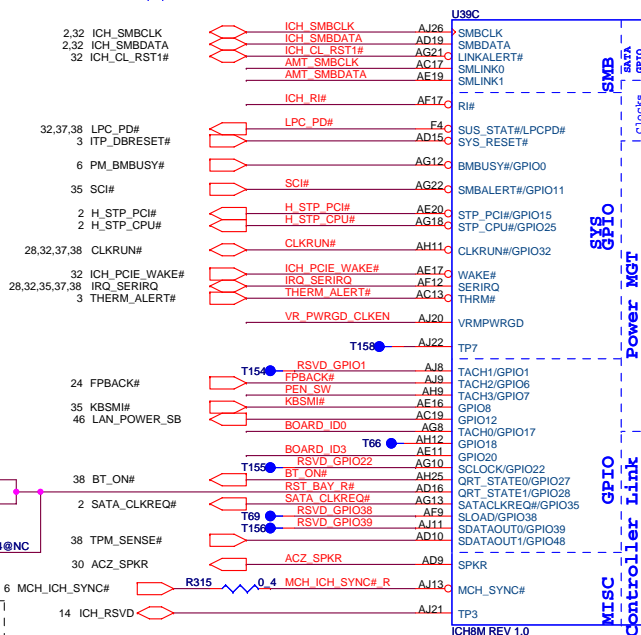 U39C
2,32 ICH_SMBCLK ICH_SMBCLK AJ26 SMBCLK
2,32 ICH_SMBDATA ICH_SMBDATA AD19 SMBDATA
32 ICH_CL_RST1# ICH_CL_RST1# AG21 LINKALERT#
AMT_SMBCLK AC17 SMLINK0
AMT_SMBDATA AE19 SMLINK1
SMB
SATA
GPIO
ICH_RI# AF17 RI#
Clocks
32,37,38 LPC_PD# LPC_PD# F4 SUS_STAT#/LPCPD#
3 ITP_DBRESET# AD15 SYS_RESET#
6 PM_BMBUSY# AG12 BMBUSY#/GPIO0
35 SCI# SCI# AG22 SMBALERT#/GPIO11
2 H_STP_PCI# H_STP_PCI# AE20 STP_PCI#/GPIO15
2 H_STP_CPU# H_STP_CPU# AG18 STP_CPU#/GPIO25
SYS
GPIO
28,32,37,38 CLKRUN# CLKRUN# AH11 CLKRUN#/GPIO32
32 ICH_PCIE_WAKE# ICH_PCIE_WAKE# AE17 WAKE#
28,32,35,37,38 IRQ_SERIRQ IRQ_SERIRQ AF12 SERIRQ
3 THERM_ALERT# THERM_ALERT# AC13 THRM#
Power MGT
VR_PWRGD_CLKEN AJ20 VRMPWRGD
T158 AJ22 TP7
T154 RSVD_GPIO1 AJ8 TACH1/GPIO1
24 FPBACK# FPBACK# AJ9 TACH2/GPIO6
PEN_SW AH9 TACH3/GPIO7
35 KBSMI# KBSMI# AE16 GPIO8
46 LAN_POWER_SB AC19 GPIO12
BOARD_ID0 AG8 TACH0/GPIO17
T66 AH12 GPIO18
BOARD_ID3 AE11 GPIO20
T155 RSVD_GPIO22 AG10 SCLOCK/GPIO22
38 BT_ON# BT_ON# AH25 QRT_STATE0/GPIO27
RST_BAY_R# AD16 QRT_STATE1/GPIO28
2 SATA_CLKREQ# SATA_CLKREQ# AG13 SATACLKREQ#/GPIO35
T69 RSVD_GPIO38 AF9 SLOAD/GPIO38
T156 RSVD_GPIO39 AJ11 SDATAOUT0/GPIO39
38 TPM_SENSE# AD10 SDATAOUT1/GPIO48
GPIO
Controller Link
@NC
30 ACZ_SPKR ACZ_SPKR AD9 SPKR
6 MCH_ICH_SYNC# R315 0_4 MCH_ICH_SYNC#_R AJ13 MCH_SYNC#
14 ICH_RSVD AJ21 TP3
MISC
ICH8M REV 1.0